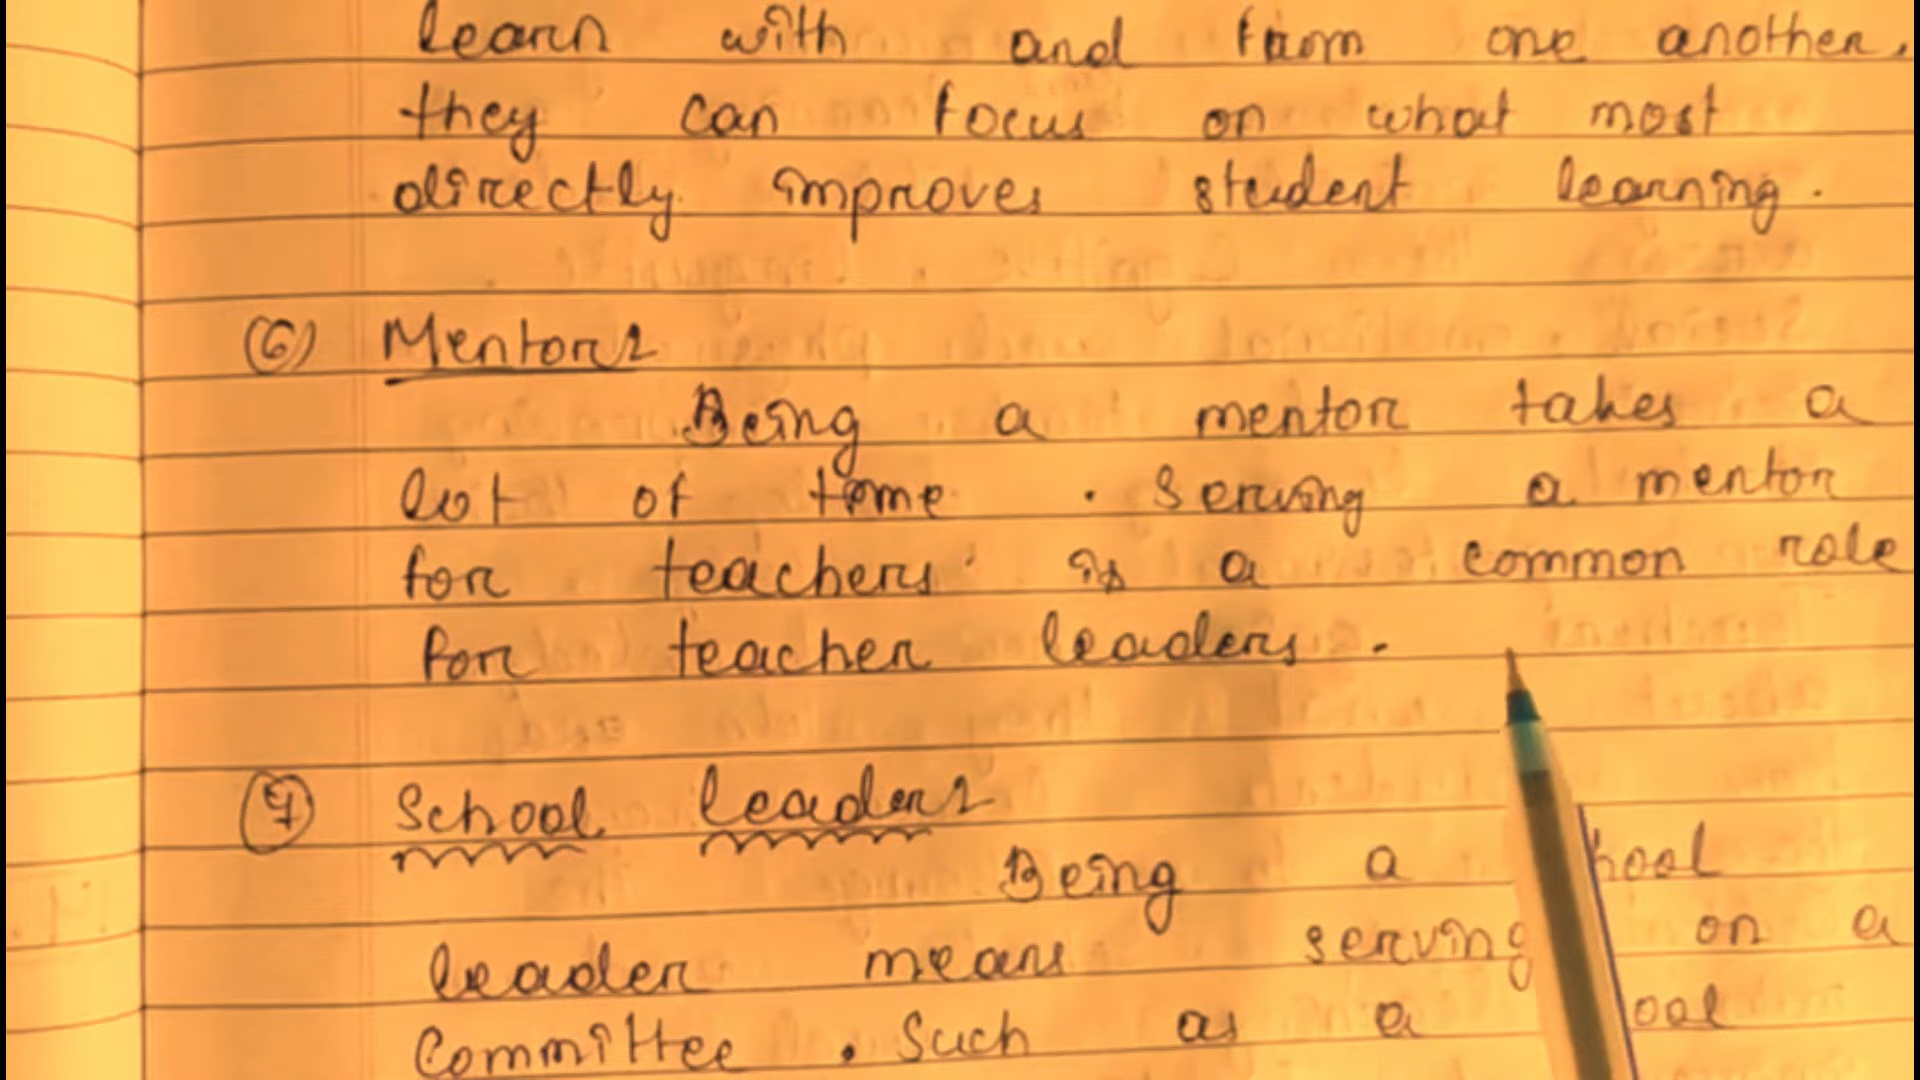 learn with and from one another.
they can focus on what most
directly improves student learning.
(6) Mentors
Being a mentor takes a
lot of time . Serving a mentor
for teachers is a common role
for teacher leaders.
(7) School leaders
Being a hool
leader means serving on a
Committee . Such as a ool